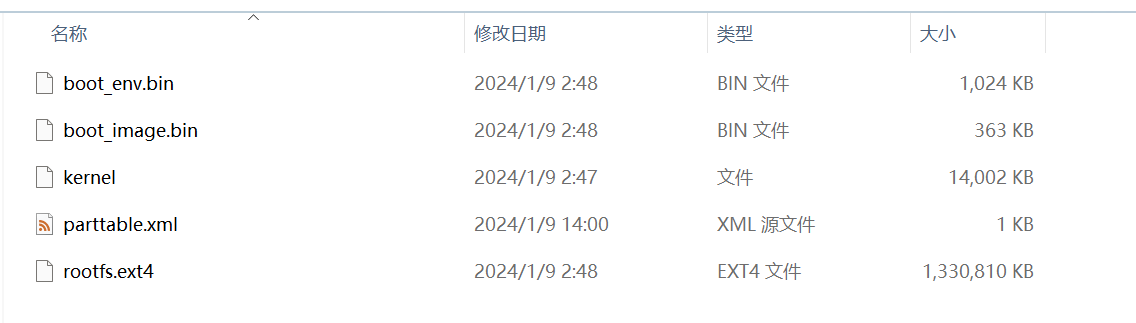 名称 修改日期 类型 大小
boot_env.bin 2024/1/9 2:48 BIN 文件 1,024 KB
boot_image.bin 2024/1/9 2:48 BIN 文件 363 KB
kernel 2024/1/9 2:47 文件 14,002 KB
parttable.xml 2024/1/9 14:00 XML 源文件 1 KB
rootfs.ext4 2024/1/9 2:48 EXT4 文件 1,330,810 KB